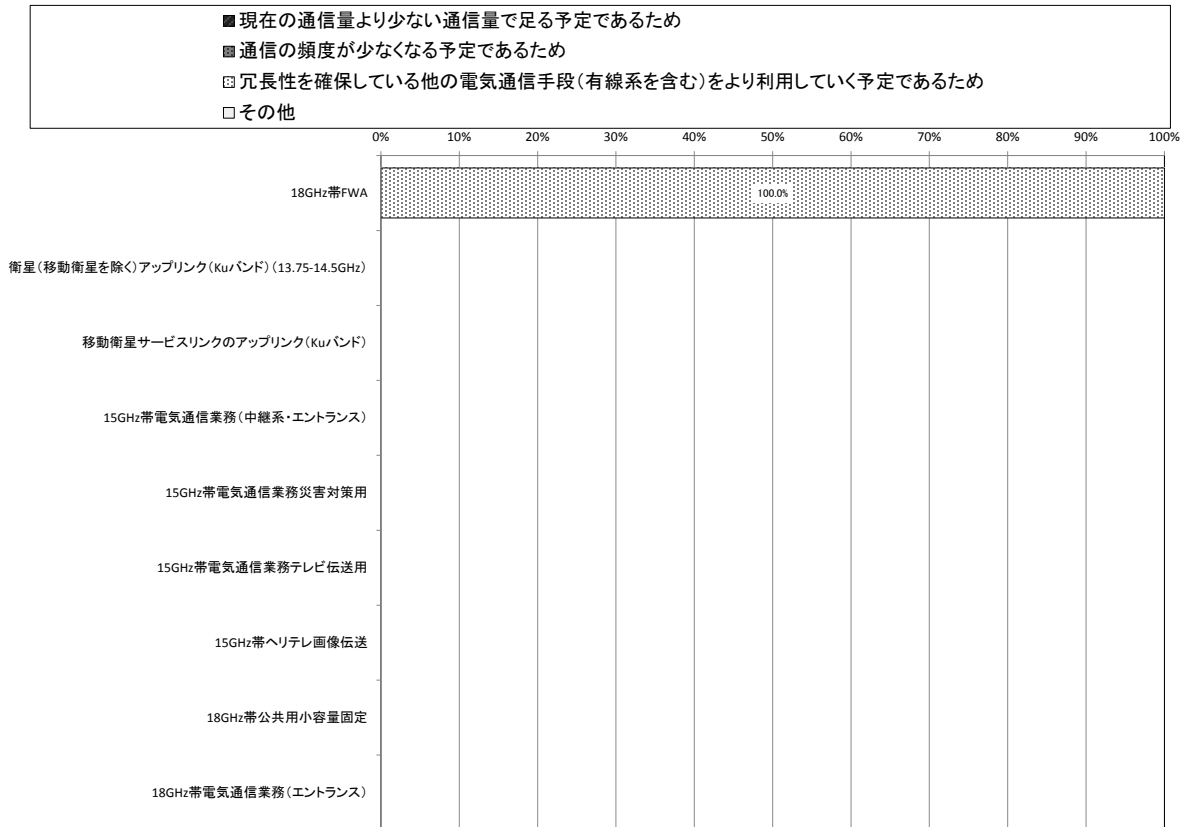 現在の通信量より少ない通信量で足る予定であるため
通信の頻度が少なくなる予定であるため
冗長性を確保している他の電気通信手段(有線系を含む)をより利用していく予定であるため
その他
0% 10% 20% 30% 40% 50% 60% 70% 80% 90% 100%
18GHz帯FWA
100.0%
衛星(移動衛星を除く)アップリンク(Kuバンド)(13.75-14.5GHz)
移動衛星サービスリンクのアップリンク(Kuバンド)
15GHz帯電気通信業務(中継系・エントランス)
15GHz帯電気通信業務災害対策用
15GHz帯電気通信業務テレビ伝送用
15GHz帯ヘリテレ画像伝送
18GHz帯公共用小容量固定
18GHz帯電気通信業務(エントランス)